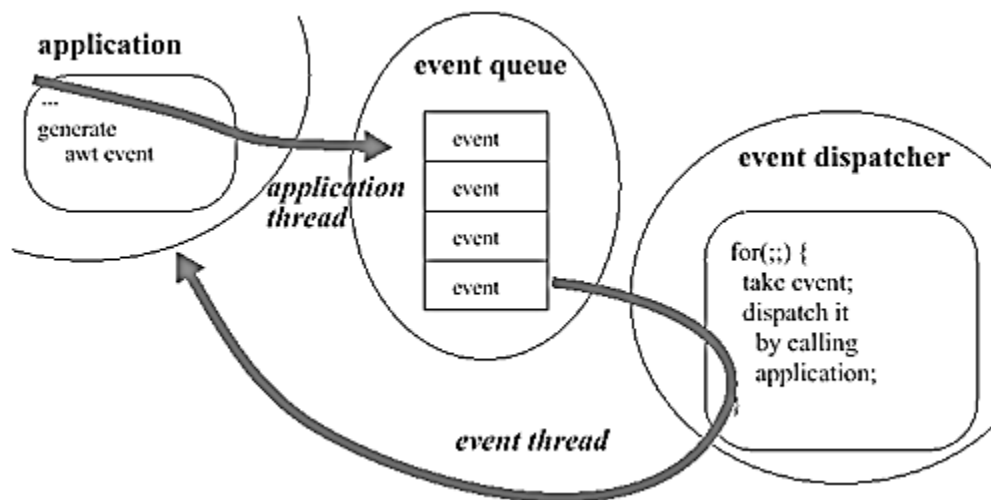 application
...
generate
awt event
application
thread
event queue
event
event
event
event
event dispatcher
for(;;) {
take event;
dispatch it
by calling
application;
}
event thread